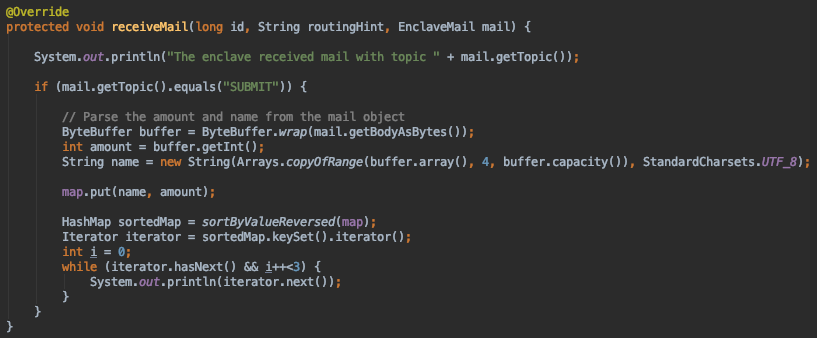 @Override
protected void receiveMail(long id, String routingHint, EnclaveMail mail) {
System.out.println("The enclave received mail with topic " + mail.getTopic());
if (mail.getTopic().equals("SUBMIT")) {
// Parse the amount and name from the mail object
ByteBuffer buffer = ByteBuffer.wrap(mail.getBodyAsBytes());
int amount = buffer.getInt();
String name = new String(Arrays.copyOfRange(buffer.array(), 4, buffer.capacity()), StandardCharsets.UTF_8);
map.put(name, amount);
HashMap sortedMap = sortByValueReversed(map);
Iterator iterator = sortedMap.keySet().iterator();
int i = 0;
while (iterator.hasNext() && i++<3) {
System.out.println(iterator.next());
}
}
}